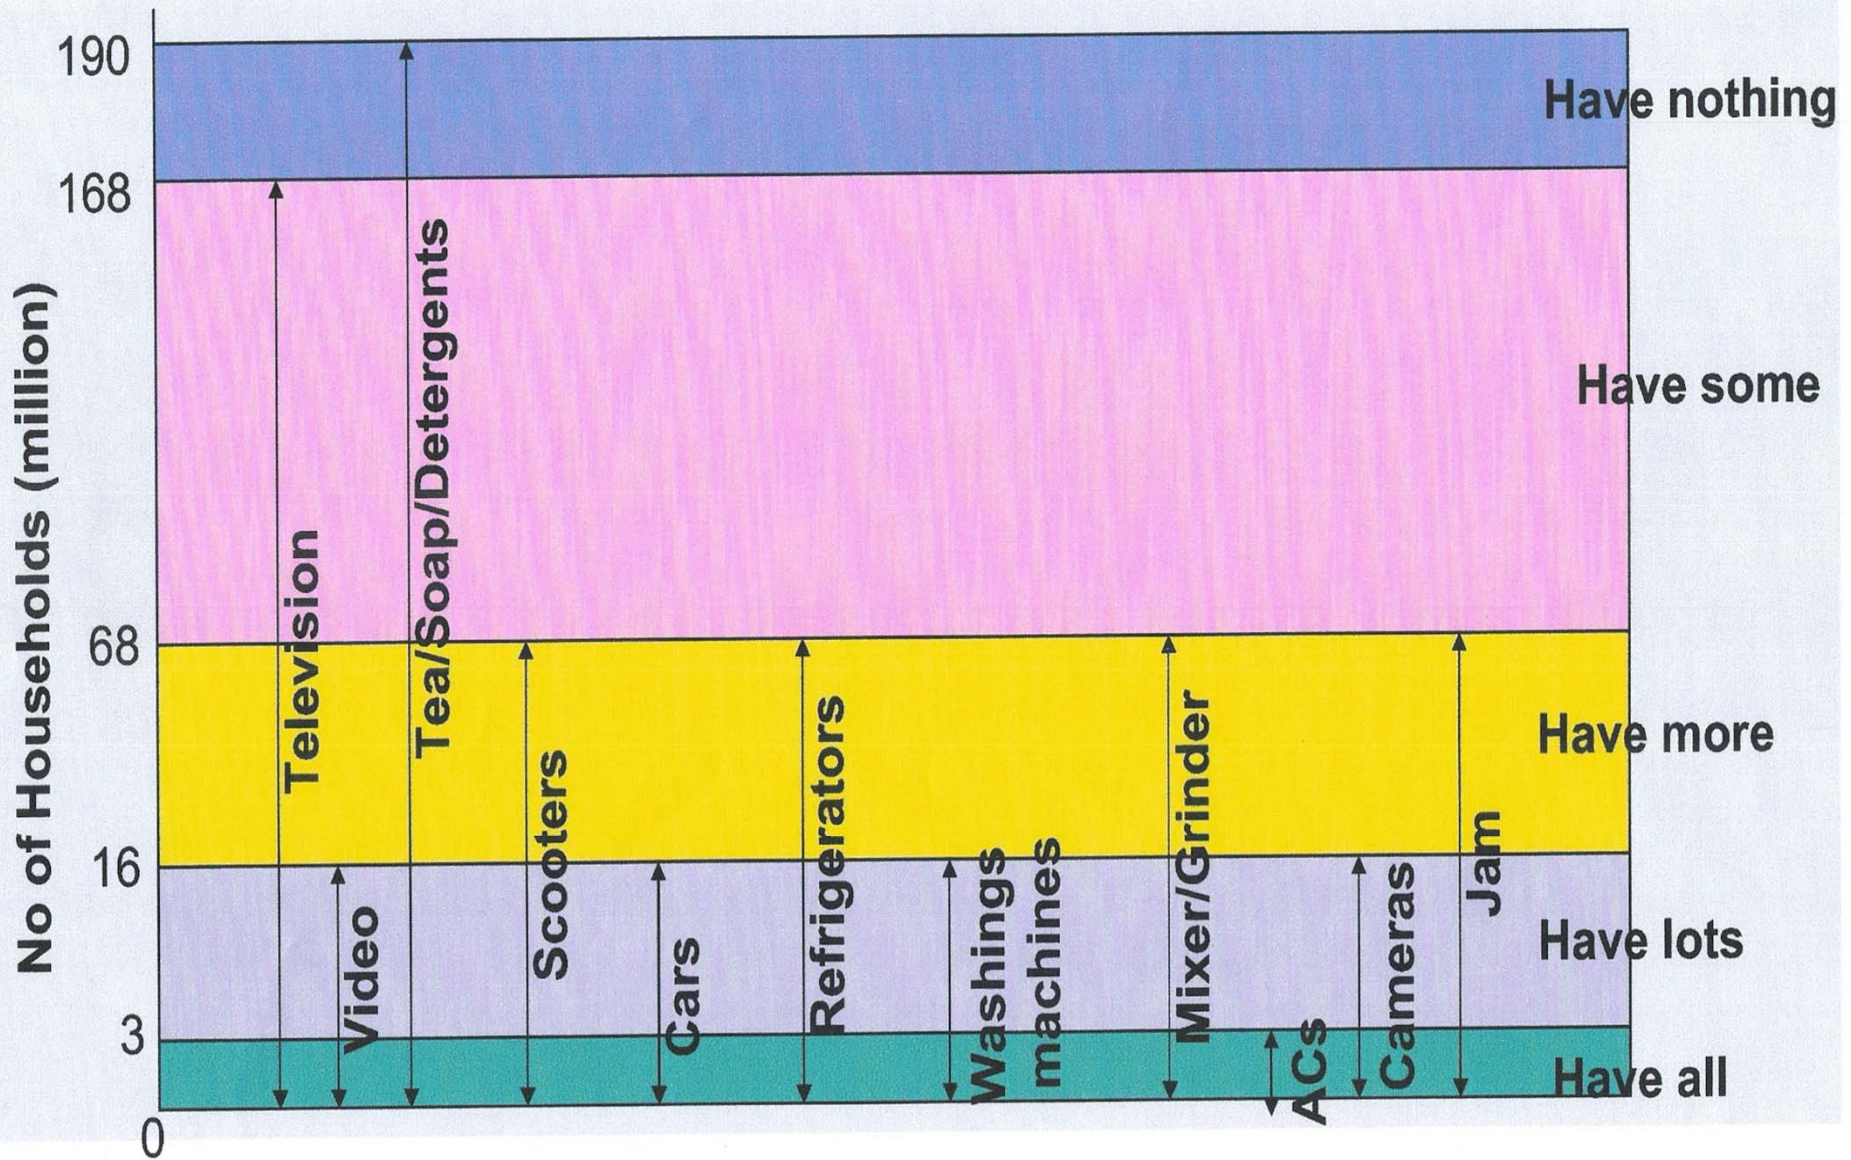 190
Have nothing
168
Have some
68
Have more
16
Have lots
3
Have all
0
No of Households (million)
Television
Video
Tea/Soap/Detergents
Scooters
Cars
Refrigerators
Washings
machines
Mixer/Grinder
ACs
Cameras
Jam